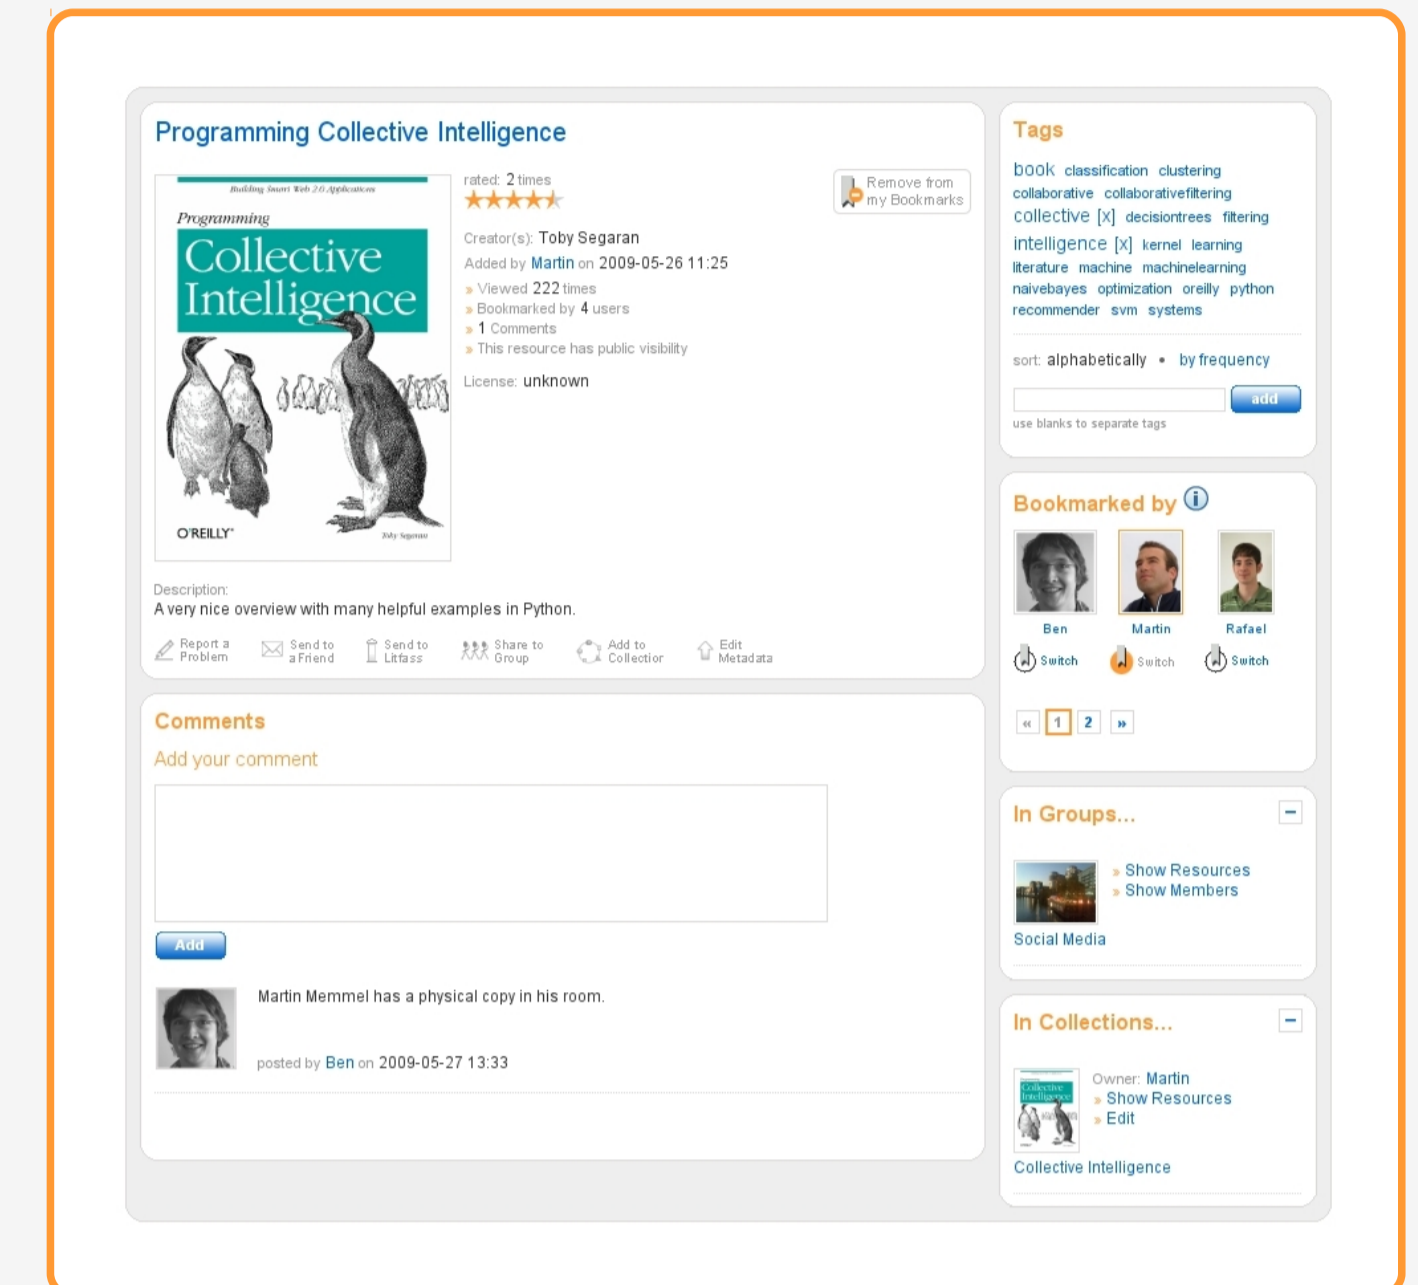 Programming Collective Intelligence
Building Smart Web 2.0 Applications
Programming
Collective
Intelligence
O'REILLY®
Toby Segaran
rated: 2 times
Remove from
my Bookmarks
Creator(s): Toby Segaran
Added by Martin on 2009-05-26 11:25
» Viewed 222 times
» Bookmarked by 4 users
» 1 Comments
» This resource has public visibility
License: unknown
Description:
A very nice overview with many helpful examples in Python.
Report a
Problem
Send to
a Friend
Send to
Litfass
Share to
Group
Add to
Collectior
Edit
Metadata
Comments
Add your comment
Add
Martin Memmel has a physical copy in his room.
posted by Ben on 2009-05-27 13:33
Tags
book classification clustering
collaborative collaborativefiltering
collective [x] decisiontrees filtering
intelligence [x] kernel learning
literature machine machinelearning
naivebayes optimization oreilly python
recommender svm systems
sort: alphabetically • by frequency
add
use blanks to separate tags
Bookmarked by i
Ben Martin Rafael
Switch Switch Switch
« 1 2 »
In Groups...
» Show Resources
» Show Members
Social Media
In Collections...
Collective
Intelligence
Owner: Martin
» Show Resources
» Edit
Collective Intelligence